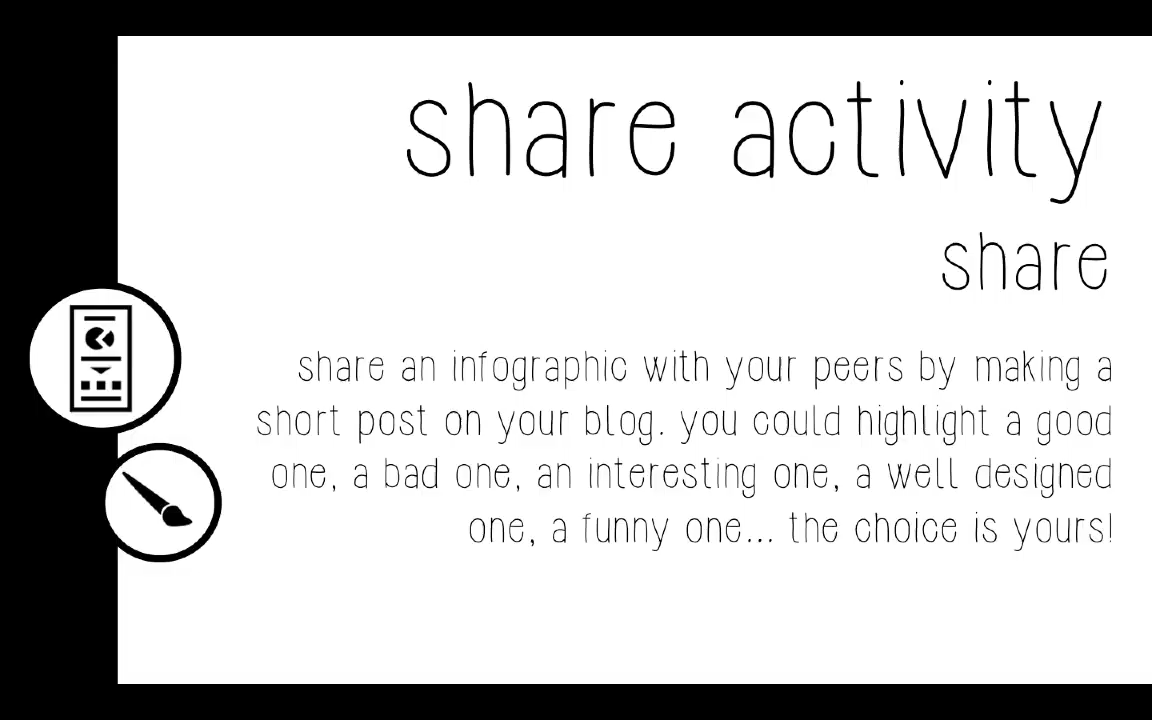 share activity
share
share an infographic with your peers by making a
short post on your blog. you could highlight a good
one, a bad one, an interesting one, a well designed
one, a funny one... the choice is yours!